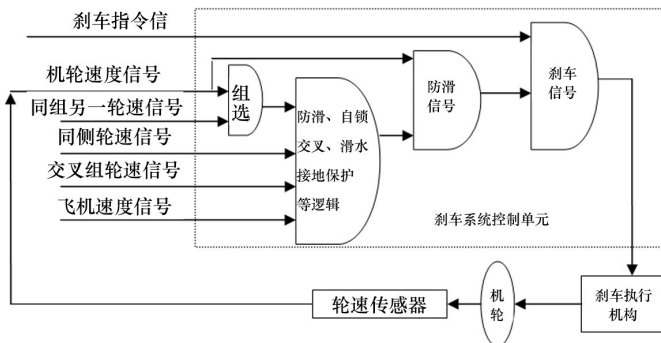 刹车指令信
机轮速度信号
同组另一轮速信号
同侧轮速信号
交叉组轮速信号
飞机速度信号
组
选
防滑、自锁
交叉、滑水
接地保护
等逻辑
防滑
信号
刹车
信号
刹车系统控制单元
轮速传感器
机
轮
刹车执行
机构